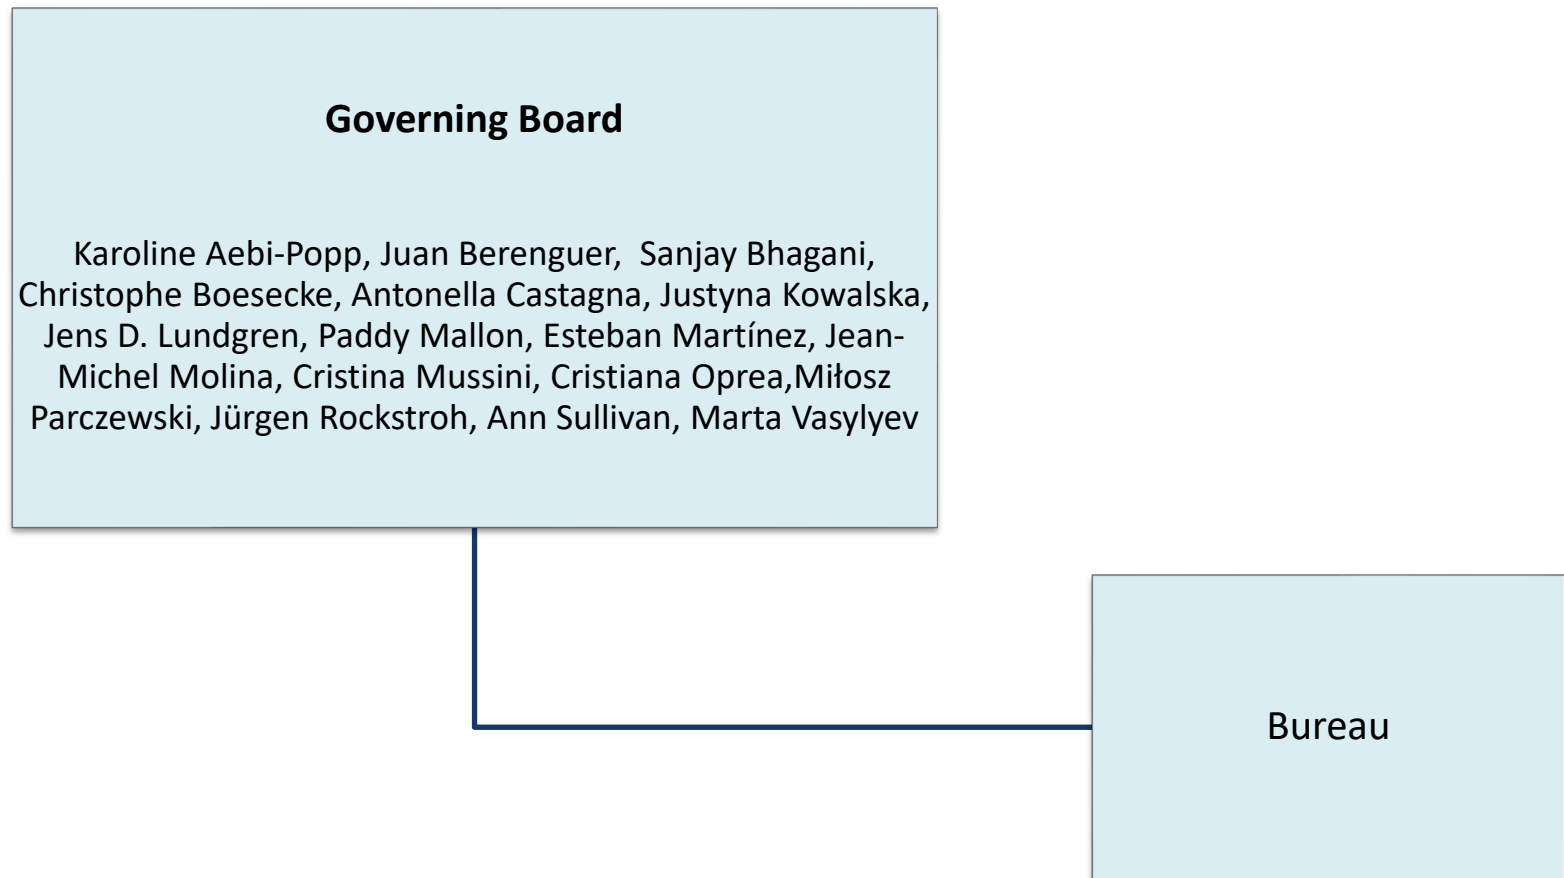 Governing Board
Karoline Aebi-Popp, Juan Berenguer,  Sanjay Bhagani,
Christophe Boesecke, Antonella Castagna, Justyna Kowalska,
Jens D. Lundgren, Paddy Mallon, Esteban Martínez, Jean-
Michel Molina, Cristina Mussini, Cristiana Oprea,Miłosz
Parczewski, Jürgen Rockstroh, Ann Sullivan, Marta Vasylyev
Bureau